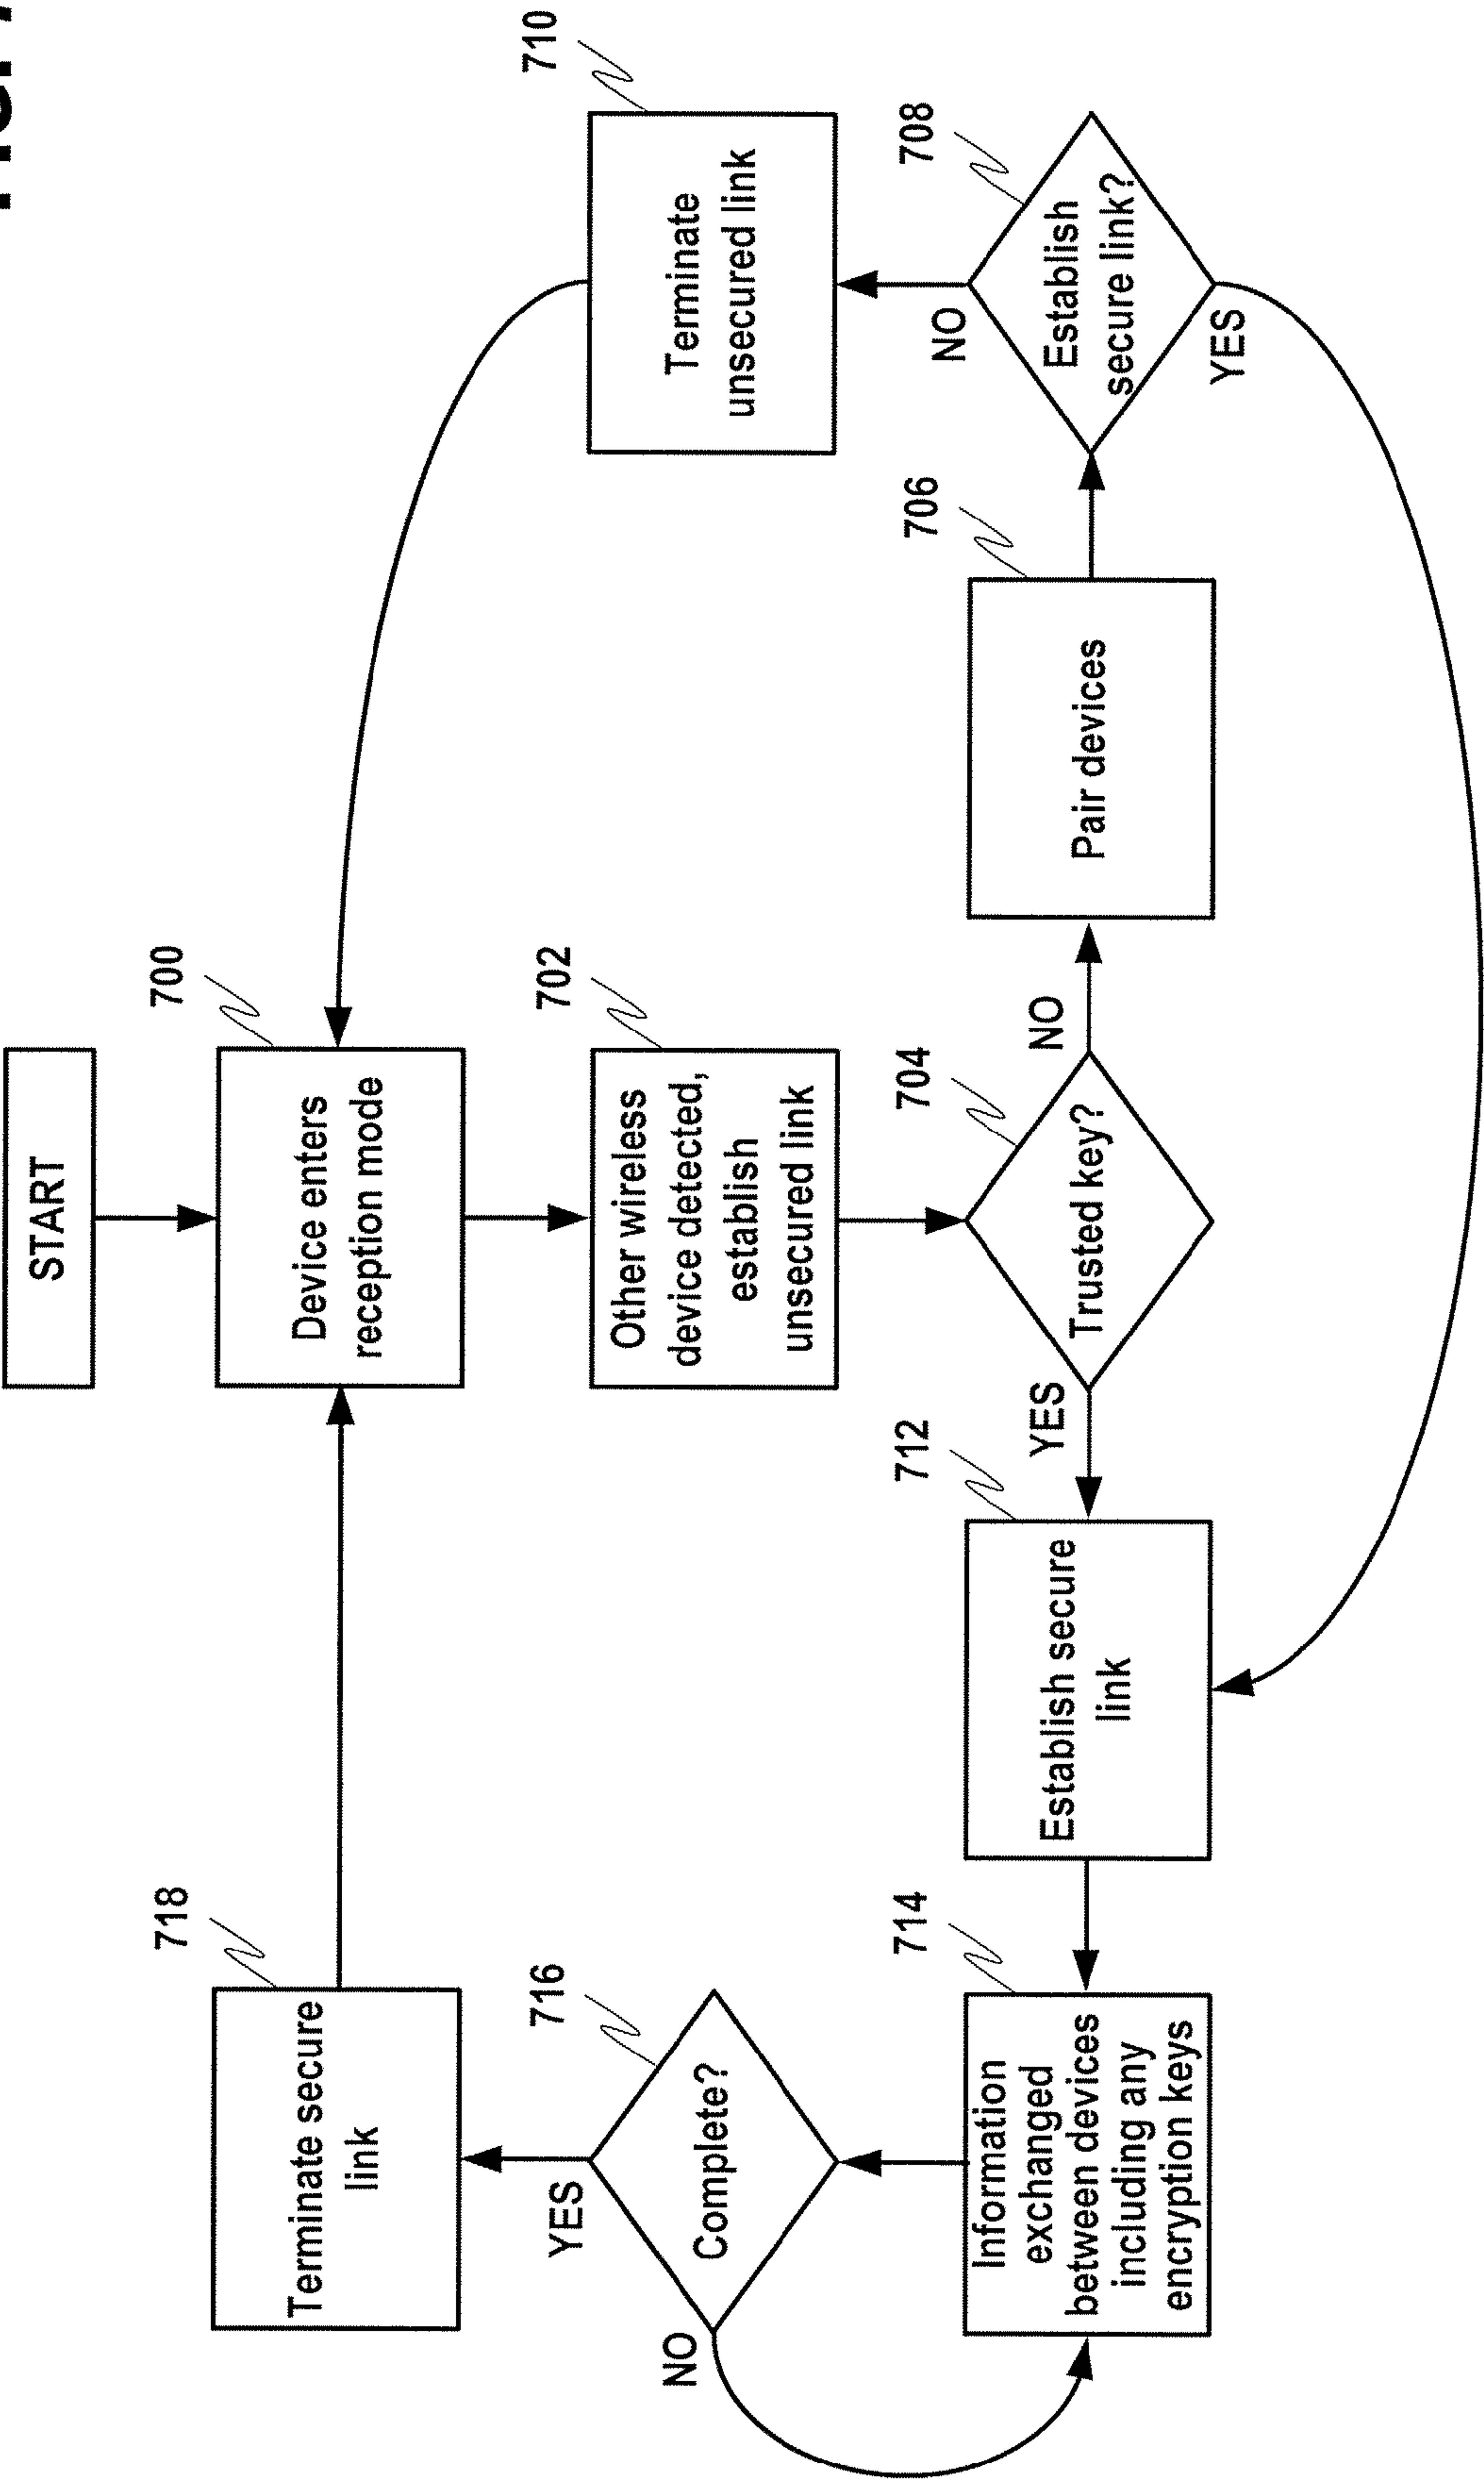 START
700
Device enters
reception mode
702
Other wireless
device detected,
establish
unsecured link
704
Trusted key?
NO
YES
706
Pair devices
708
Establish
secure link?
NO
YES
710
Terminate
unsecured link
712
Establish secure
link
714
Information
exchanged
between devices
including any
encryption keys
716
Complete?
NO
YES
718
Terminate secure
link